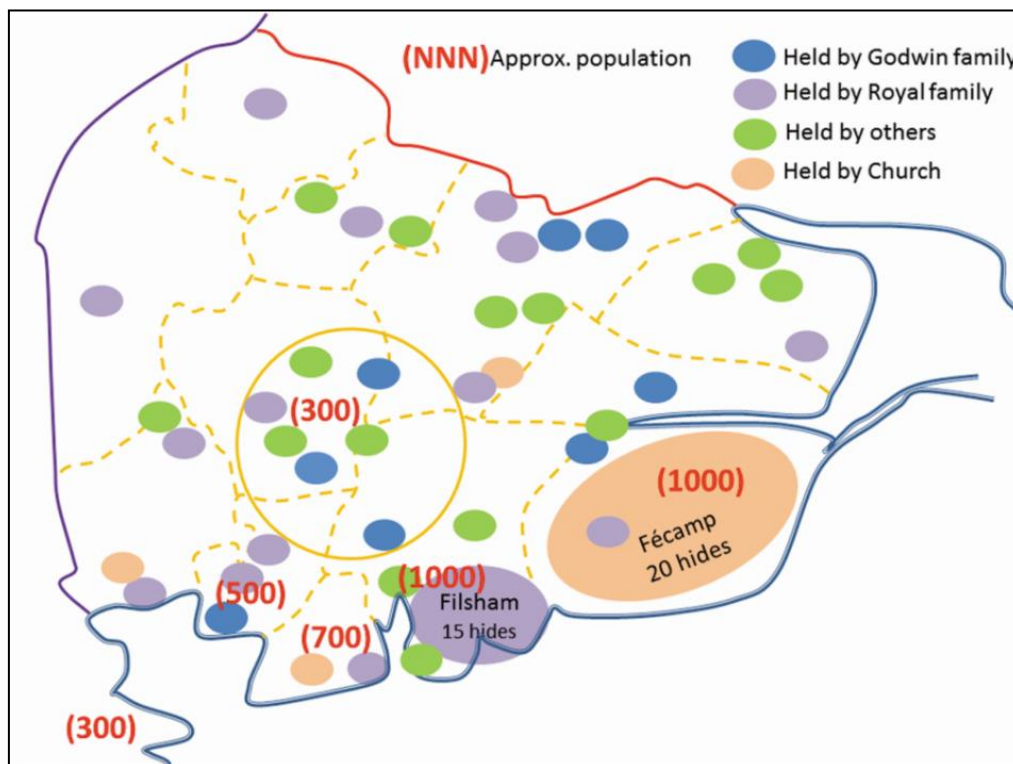 (NNN) Approx. population
Held by Godwin family
Held by Royal family
Held by others
Held by Church
(300)
(1000)
Fécamp
20 hides
(1000)
(500)
Filsham
15 hides
(700)
(300)